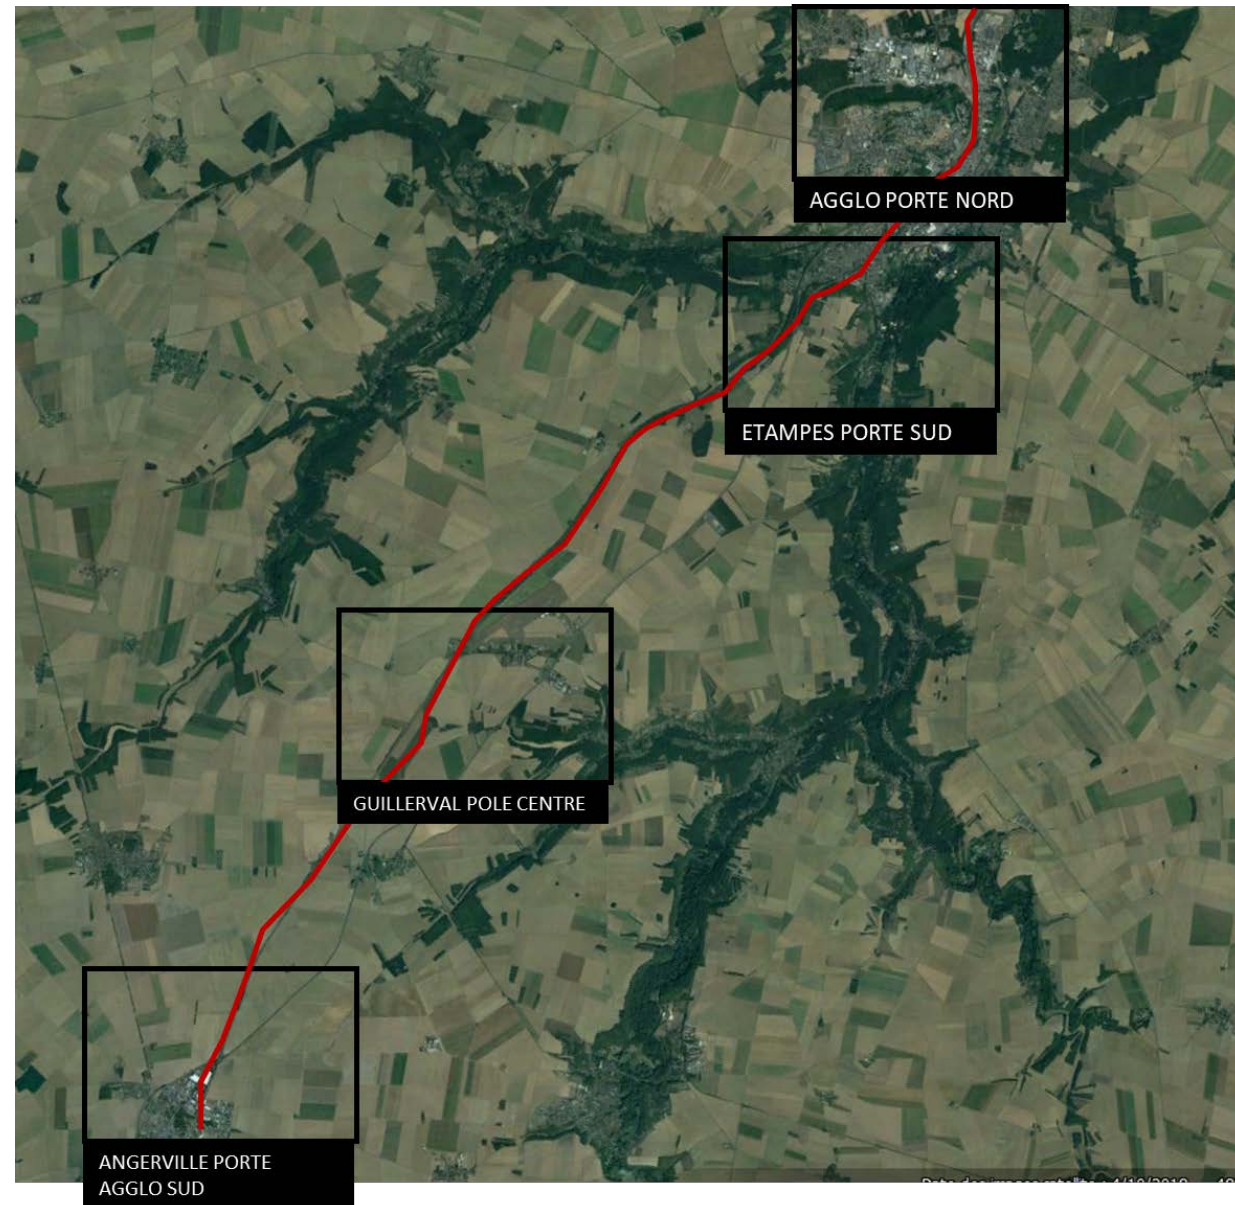 AGGLO PORTE NORD
ETAMPES PORTE SUD
GUILLERVAL POLE CENTRE
ANGERVILLE PORTE
AGGLO SUD